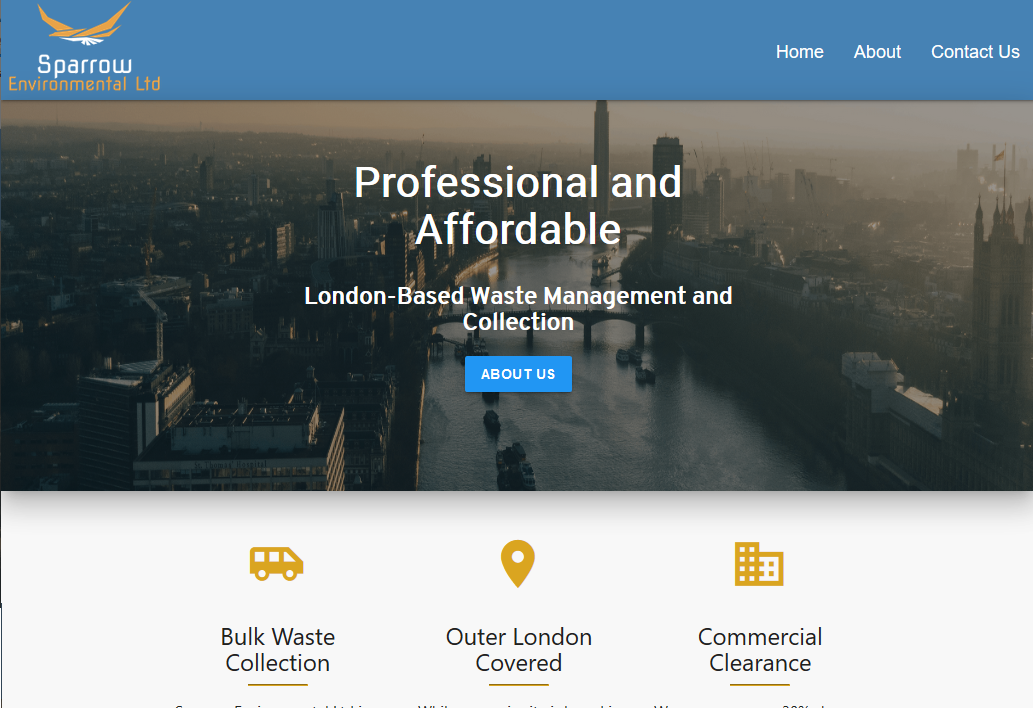 Sparrow
Environmental Ltd
Home About Contact Us
Professional and
Affordable
London-Based Waste Management and
Collection
ABOUT US
Bulk Waste
Collection
Outer London
Covered
Commercial
Clearance